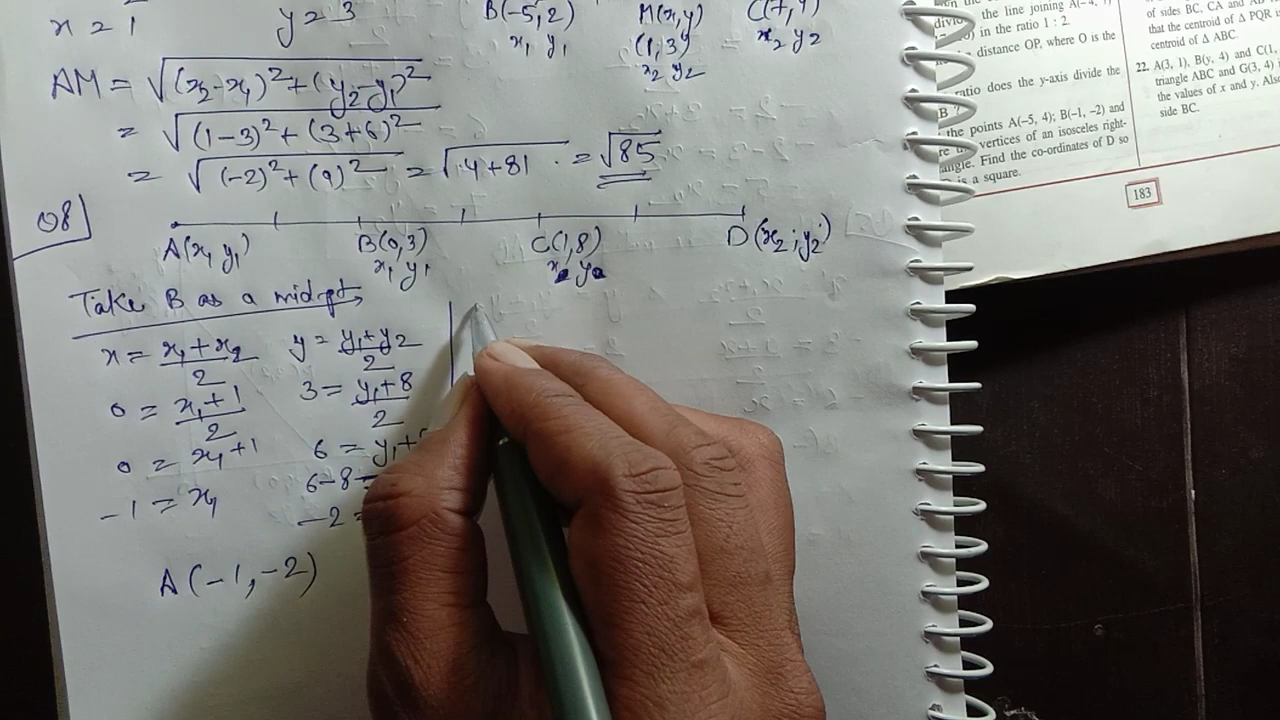 x = 1 y = 3 B(-5,2) M(x,y)
x₁ y₁ (1,3) x₂ y₂
x₂ y₂
AM = √(x₂-x₁)²+(y₂-y₁)²
= √(1-3)²+(3+6)²
= √(-2)²+(9)² = √4+81 = √85
Q8]
A(x₁ y₁) B(0,3) C(1,8) D(x₂, y₂)
x₁ y₁ x₂ y₂
Take B as a mid pt
x = x₁+x₂/2 y = y₁+y₂/2
0 = x₁+1/2 3 = y₁+8/2
0 = x₁+1 6 = y₁+
-1 = x₁ 6-8=
-2 =
A(-1,-2)
the line joining A(-4,
in the ratio 1 : 2.
distance OP, where O is the
ratio does the y-axis divide the
B ?
the points A(-5, 4); B(-1, -2) and
vertices of an isosceles right-
angle. Find the co-ordinates of D so
is a square.
of sides BC, CA and
that the centroid of Δ PQR
centroid of Δ ABC.
22. A(3, 1), B(y, 4) and C(1,
triangle ABC and G(3, 4)
the values of x and y. Also
side BC.
183